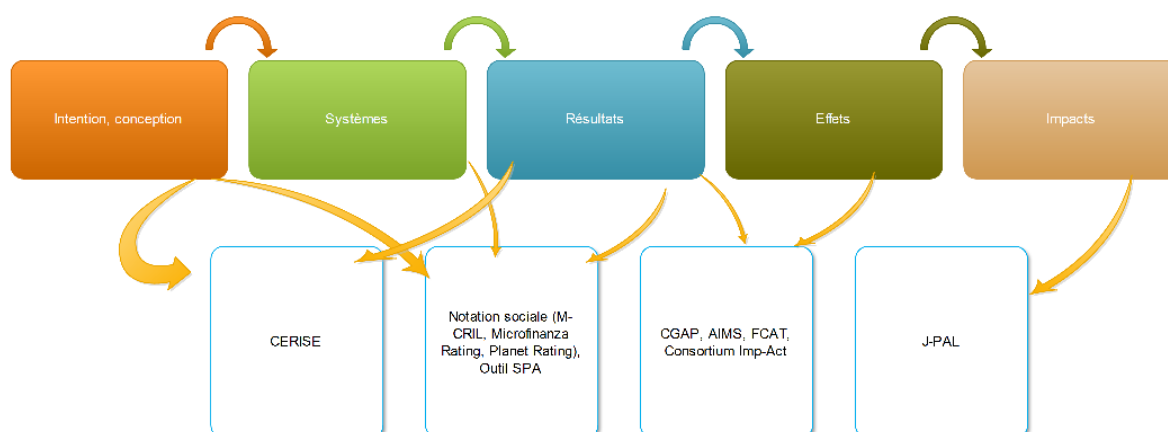 Intention, conception
Systèmes
Résultats
Effets
Impacts
CERISE
Notation sociale (M-
CRIL, Microfinanza
Rating, Planet Rating),
Outil SPA
CGAP, AIMS, FCAT,
Consortium Imp-Act
J-PAL